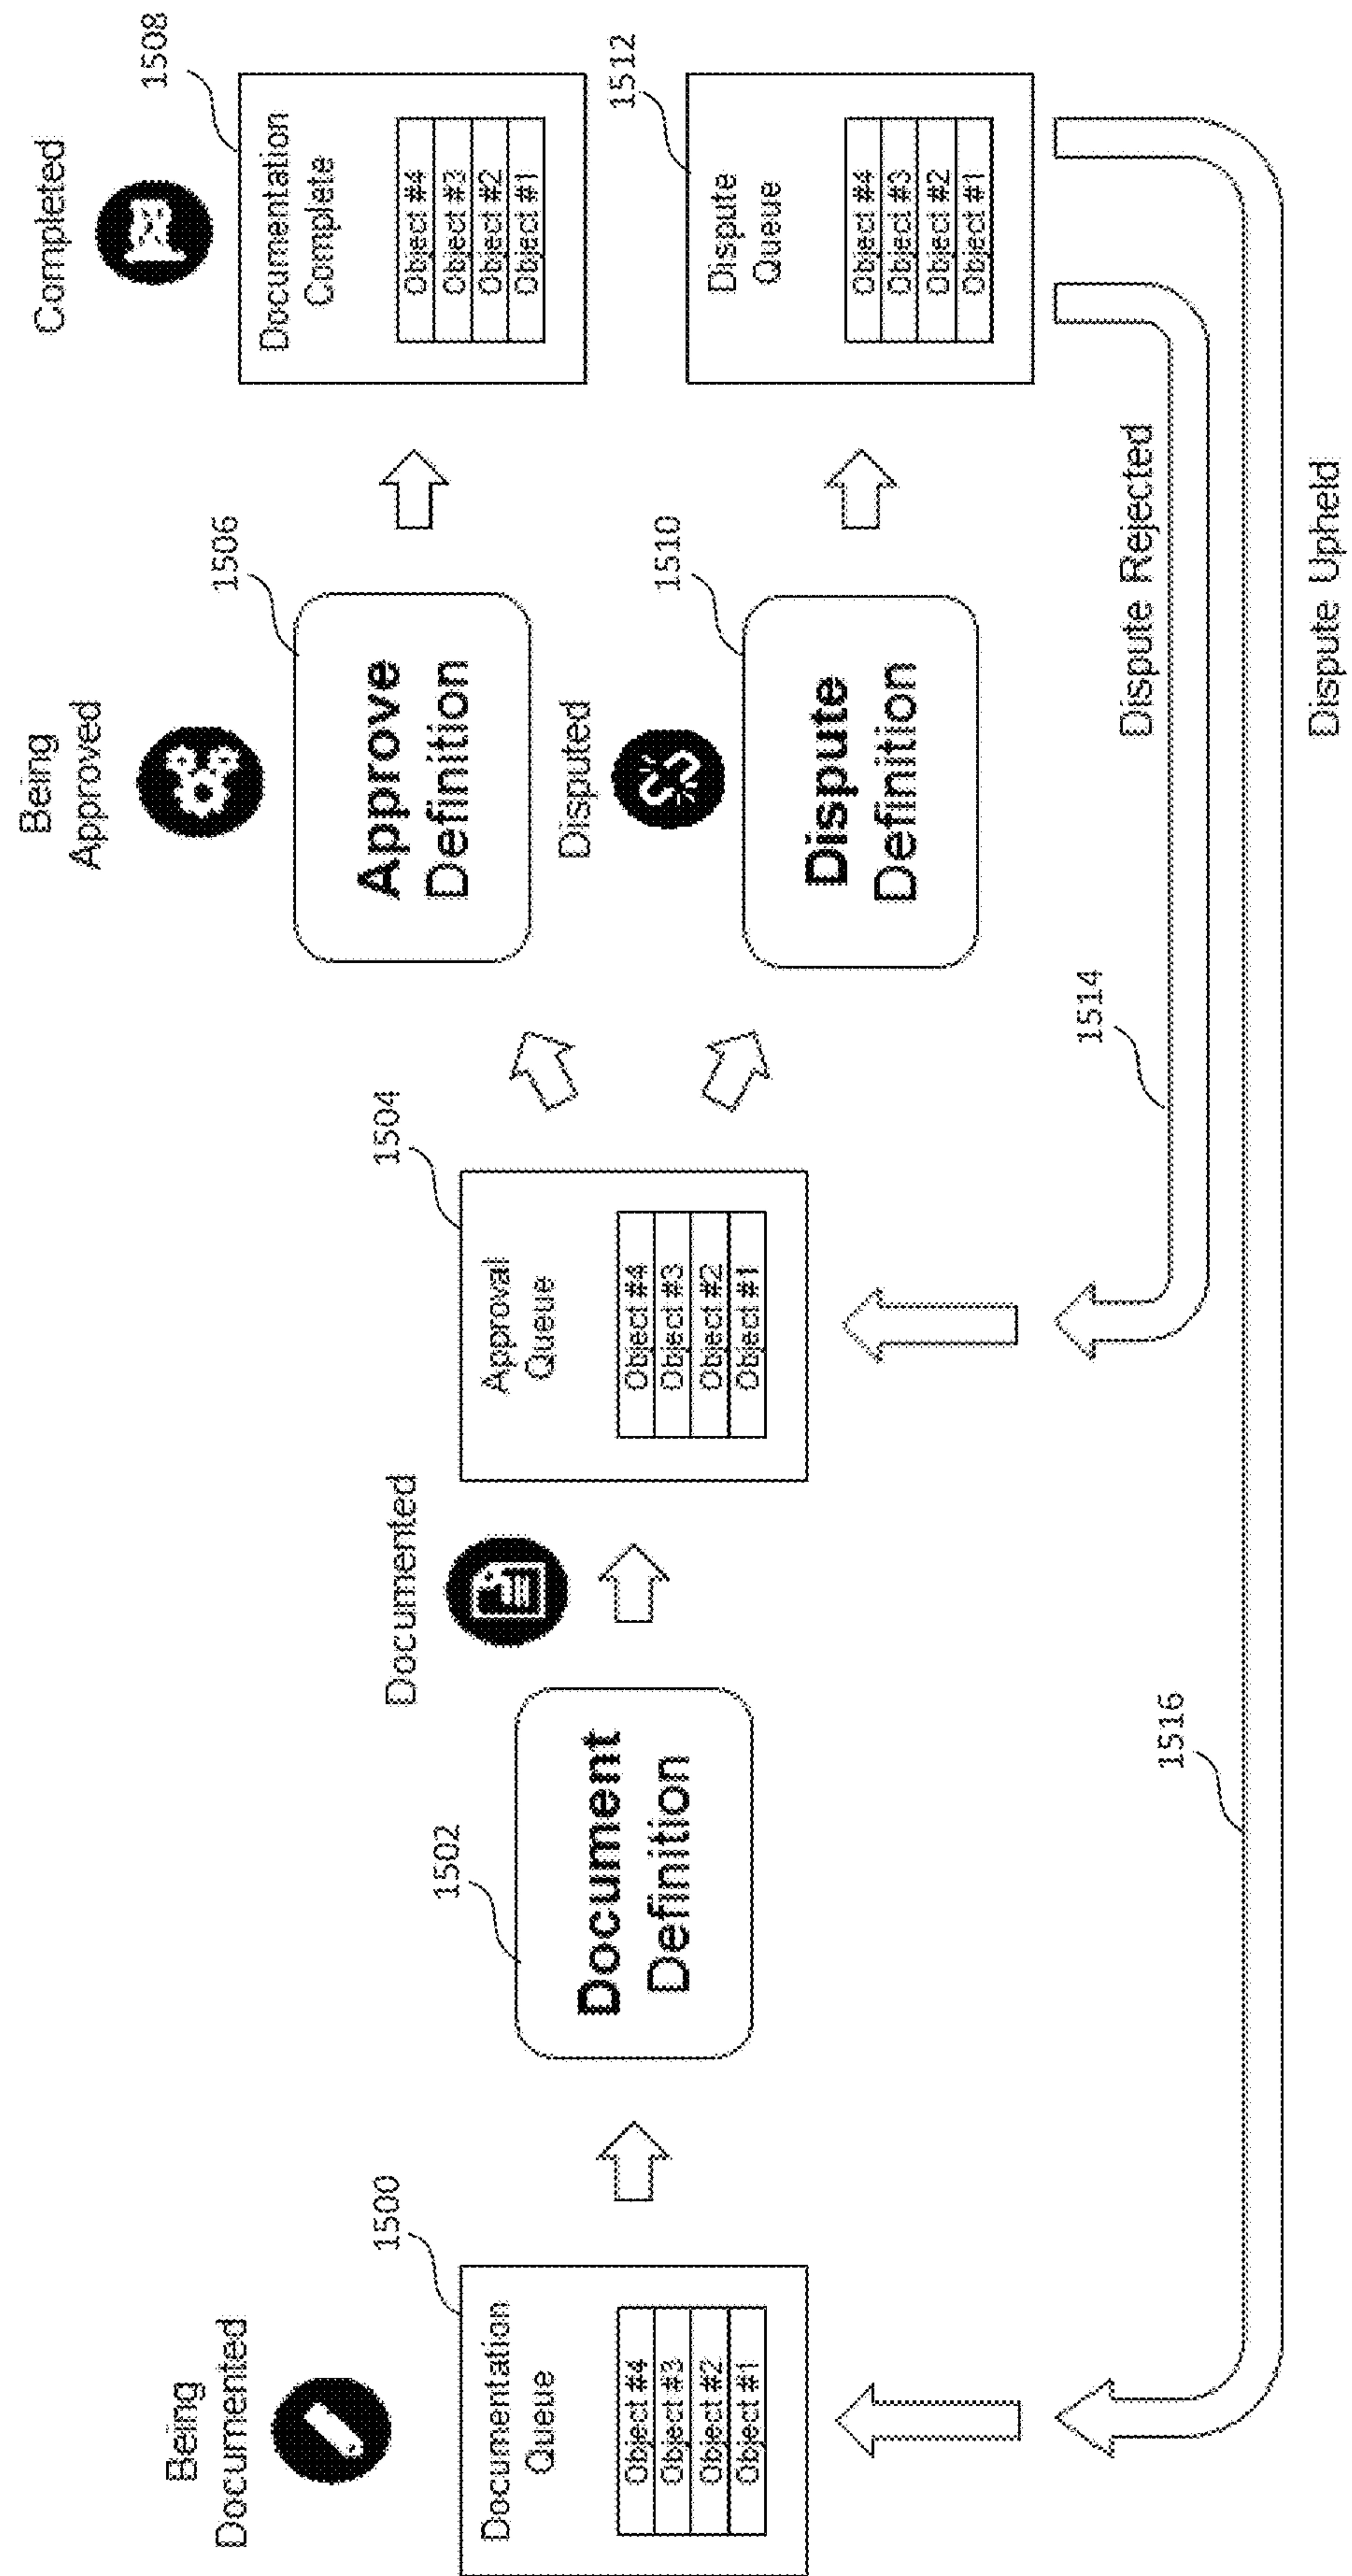 Being
Documented
1500
Documentation
Queue
Object #4
Object #3
Object #2
Object #1
1502
Document
Definition
Documented
1504
Approval
Queue
Object #4
Object #3
Object #2
Object #1
Being
Approved
1506
Approve
Definition
Completed
1508
Documentation
Complete
Object #4
Object #3
Object #2
Object #1
Disputed
1510
Dispute
Definition
1512
Dispute
Queue
Object #4
Object #3
Object #2
Object #1
1514
Dispute Rejected
1516
Dispute Upheld